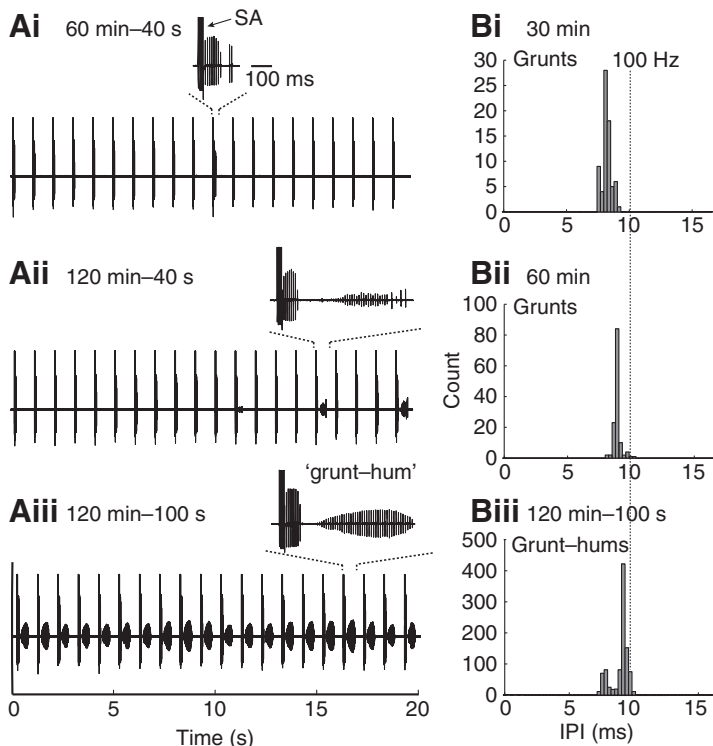 Ai 60 min–40 s
SA
100 ms
Aii 120 min–40 s
'grunt–hum'
Aiii 120 min–100 s
0 5 10 15 20
Time (s)
Bi 30 min
Grunts 100 Hz
30
25
20
15
10
5
0
0 5 10 15
Bii 60 min
Grunts
100
80
60
40
20
0
Count
0 5 10 15
Biii 120 min–100 s
Grunt–hums
500
400
300
200
100
0
0 5 10 15
IPI (ms)